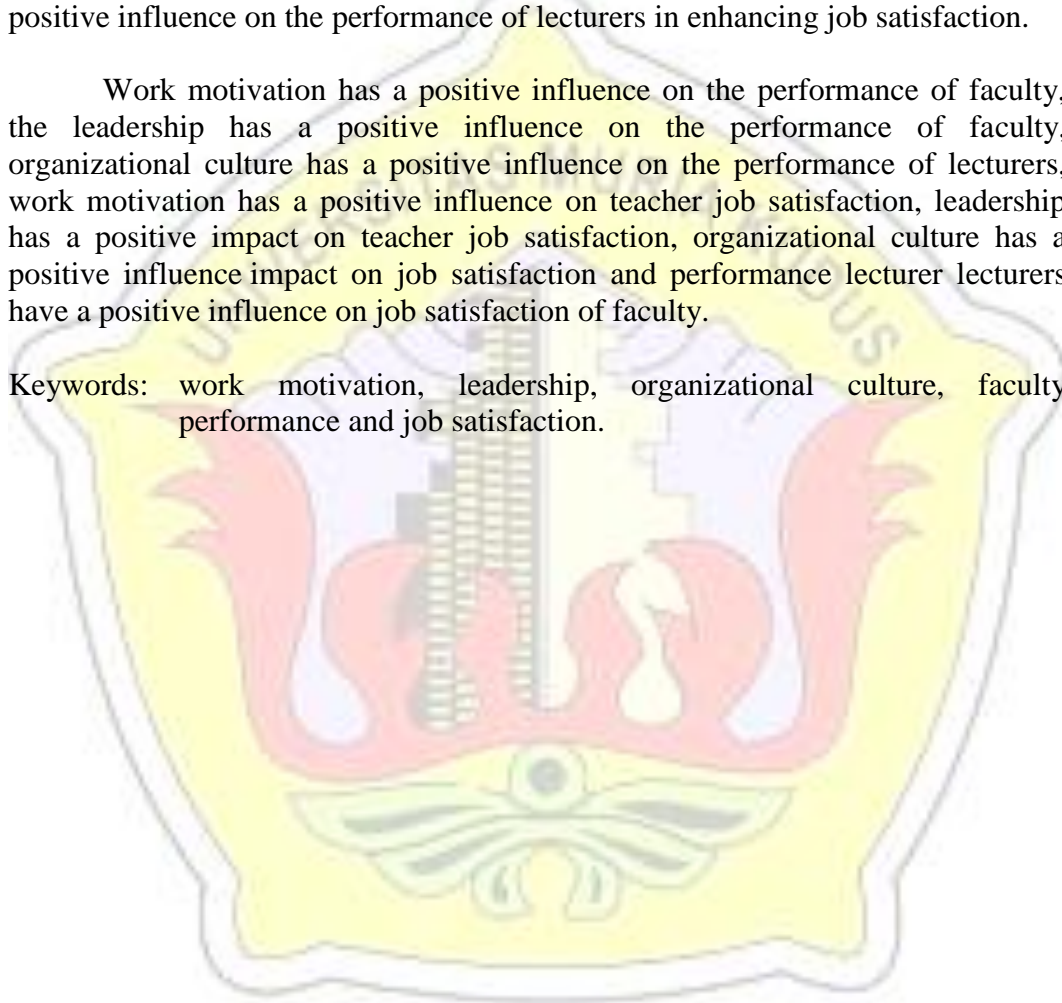 positive influence on the performance of lecturers in enhancing job satisfaction.
Work motivation has a positive influence on the performance of faculty,
the leadership has a positive influence on the performance of faculty,
organizational culture has a positive influence on the performance of lecturers,
work motivation has a positive influence on teacher job satisfaction, leadership
has a positive impact on teacher job satisfaction, organizational culture has a
positive influence impact on job satisfaction and performance lecturer lecturers
have a positive influence on job satisfaction of faculty.
Keywords: work motivation, leadership, organizational culture, faculty
performance and job satisfaction.
UNIVERSITAS MURIA KUDUS